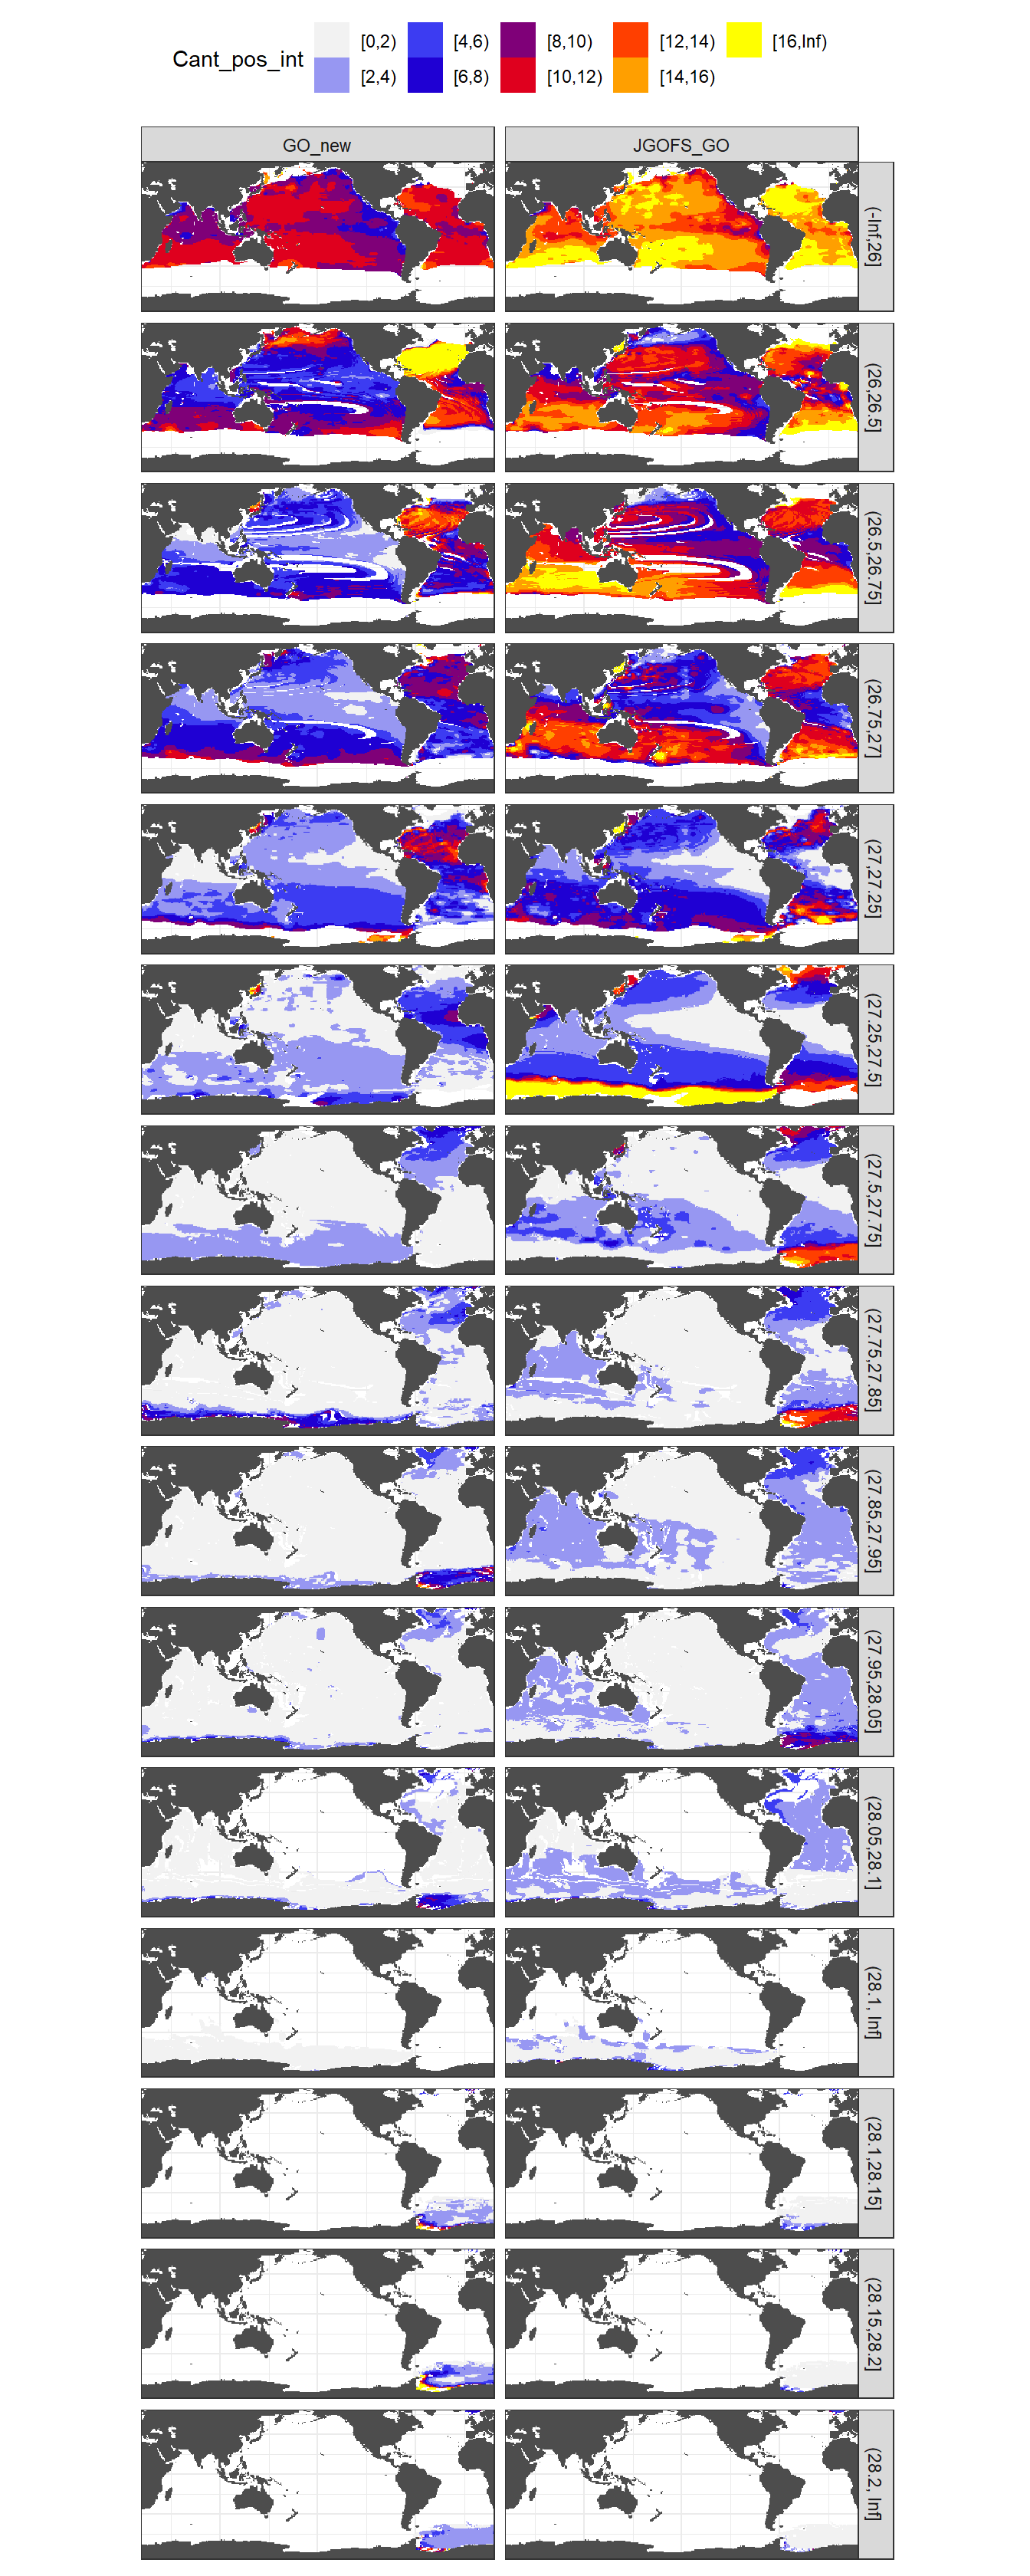 Cant_pos_int
[0,2) [4,6) [8,10) [12,14) [16,Inf)
[2,4) [6,8) [10,12) [14,16)
GO_new JGOFS_GO
(-Inf,26]
(26,26.5]
(26.5,26.75]
(26.75,27]
(27,27.25]
(27.25,27.5]
(27.5,27.75]
(27.75,27.85]
(27.85,27.95]
(27.95,28.05]
(28.05,28.1]
(28.1, Inf]
(28.1,28.15]
(28.15,28.2]
(28.2, Inf]